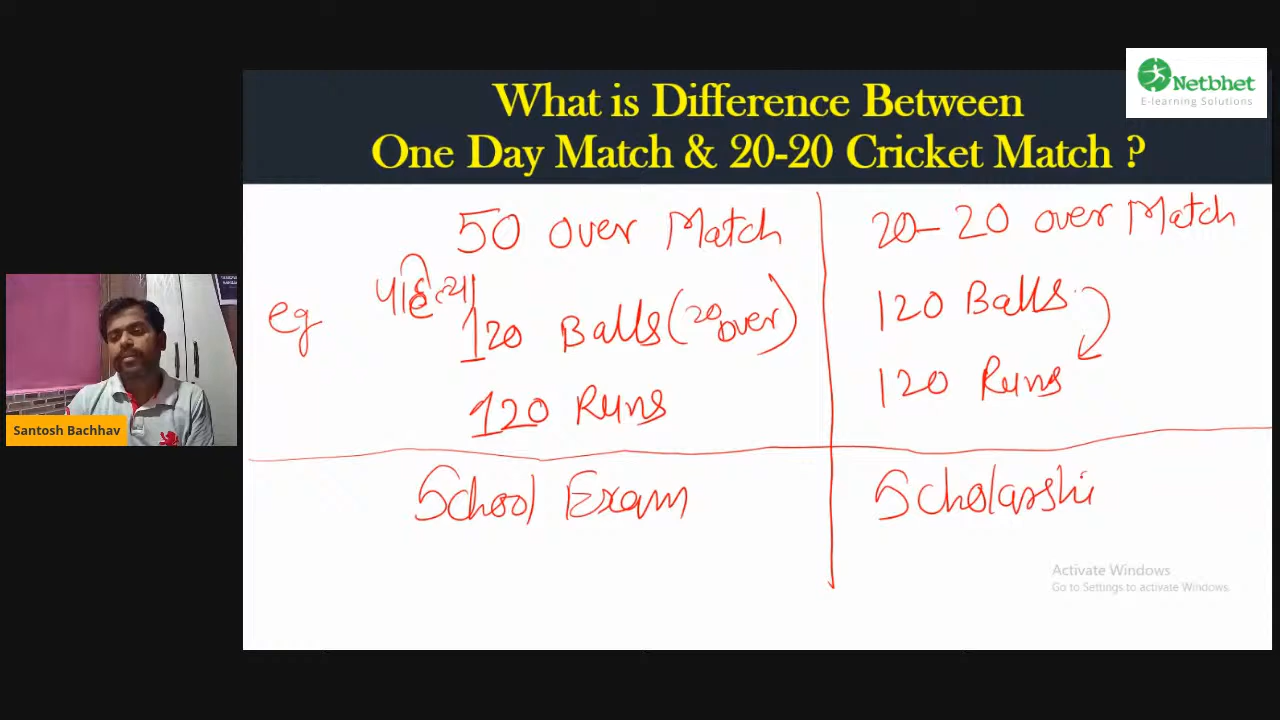 Netbhet
E-learning Solutions
What is Difference Between
One Day Match & 20-20 Cricket Match ?
50 over Match
20-20 over Match
eg
पहिल्या
120 Balls (20 over)
120 Balls
120 Runs
120 Runs
School Exam
Scholarshi
Santosh Bachhav
Activate Windows
Go to Settings to activate Windows.